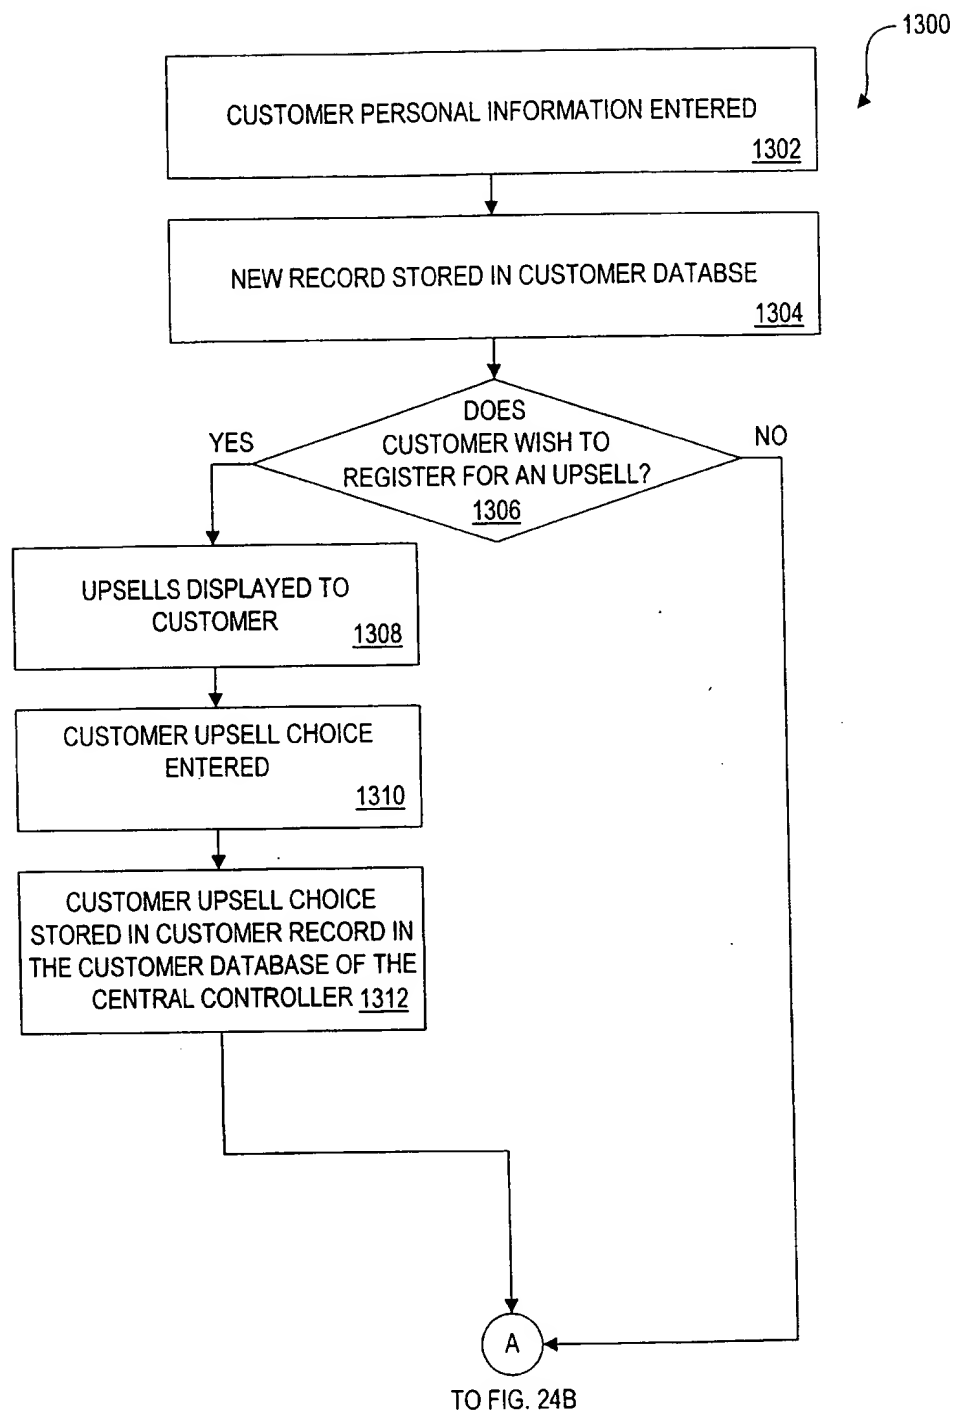 1300
CUSTOMER PERSONAL INFORMATION ENTERED
1302
NEW RECORD STORED IN CUSTOMER DATABSE
1304
DOES
CUSTOMER WISH TO
REGISTER FOR AN UPSELL?
1306
YES
NO
UPSELLS DISPLAYED TO
CUSTOMER
1308
CUSTOMER UPSELL CHOICE
ENTERED
1310
CUSTOMER UPSELL CHOICE
STORED IN CUSTOMER RECORD IN
THE CUSTOMER DATABASE OF THE
CENTRAL CONTROLLER 1312
A
TO FIG. 24B